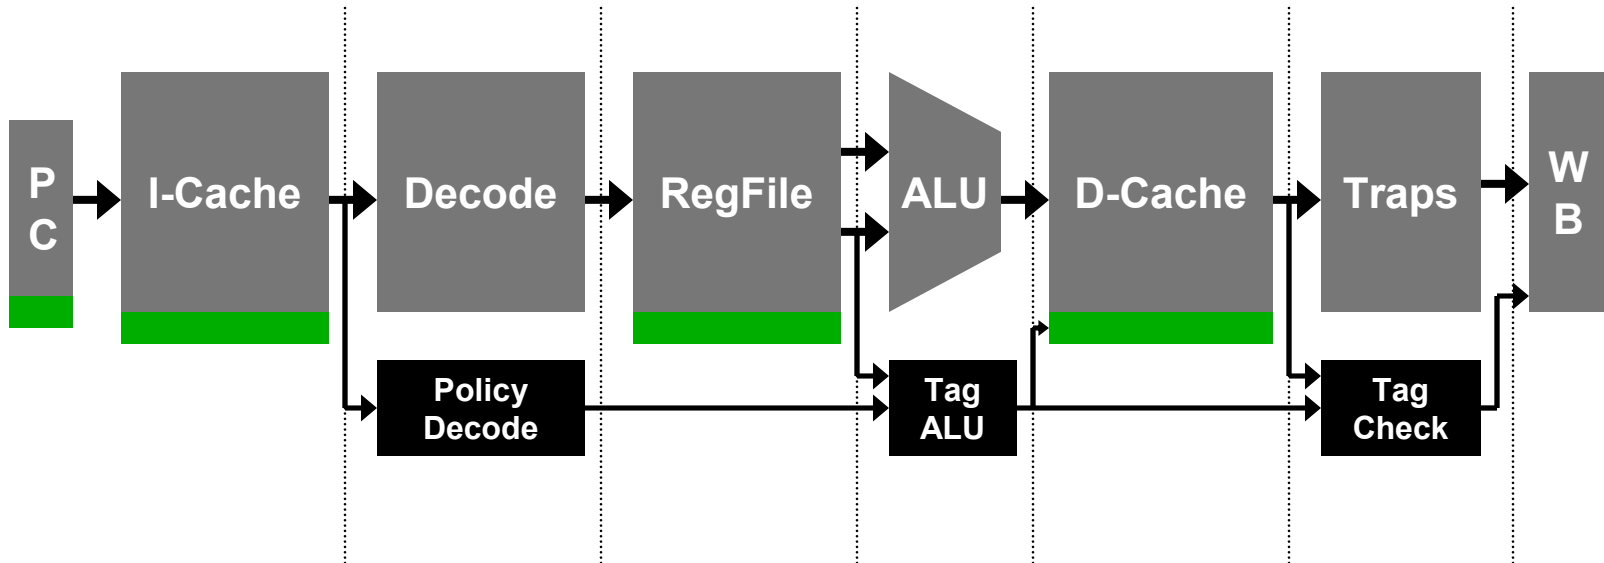 P
C
I-Cache
Decode
RegFile
ALU
D-Cache
Traps
W
B
Policy
Decode
Tag
ALU
Tag
Check